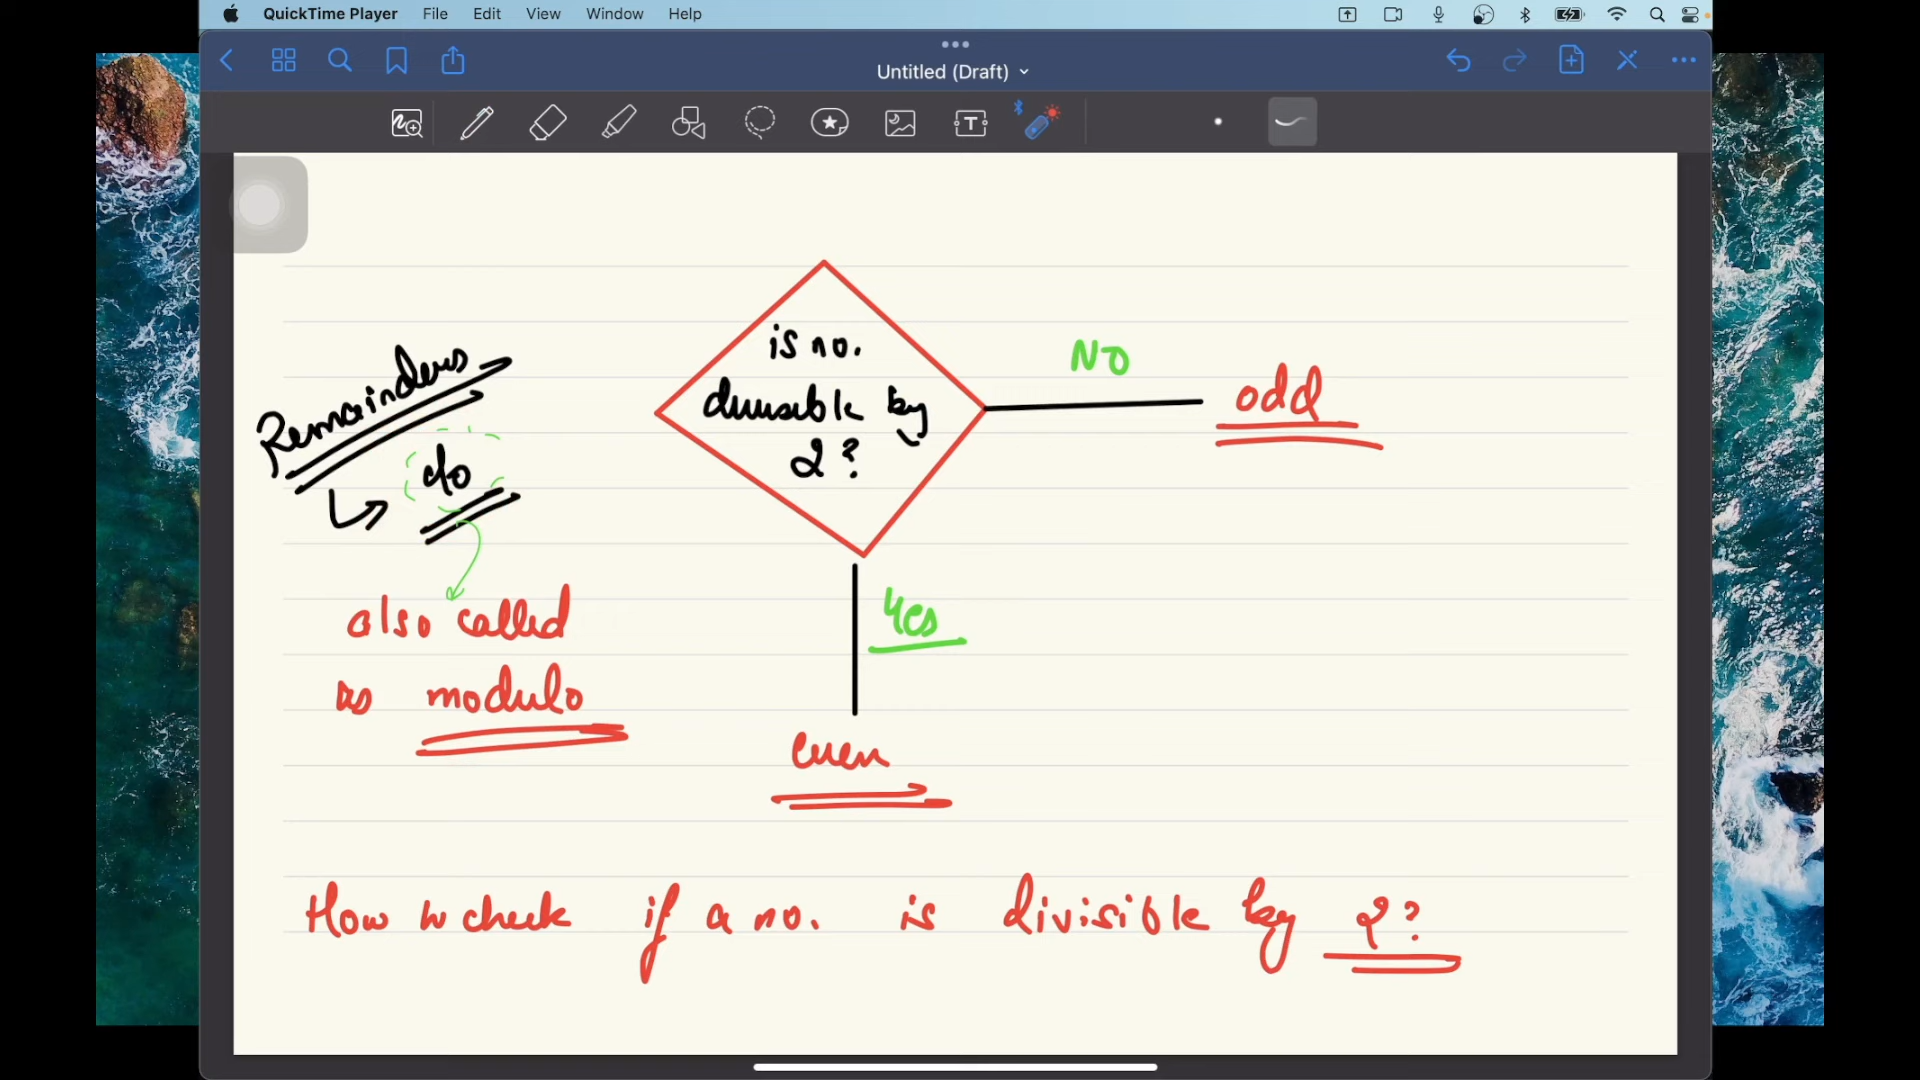 QuickTime Player File Edit View Window Help
Untitled (Draft)
T
is no.
divisible by
2?
NO
odd
Yes
even
Remainders
%
also called
as modulo
How to check if a no. is divisible by 2?